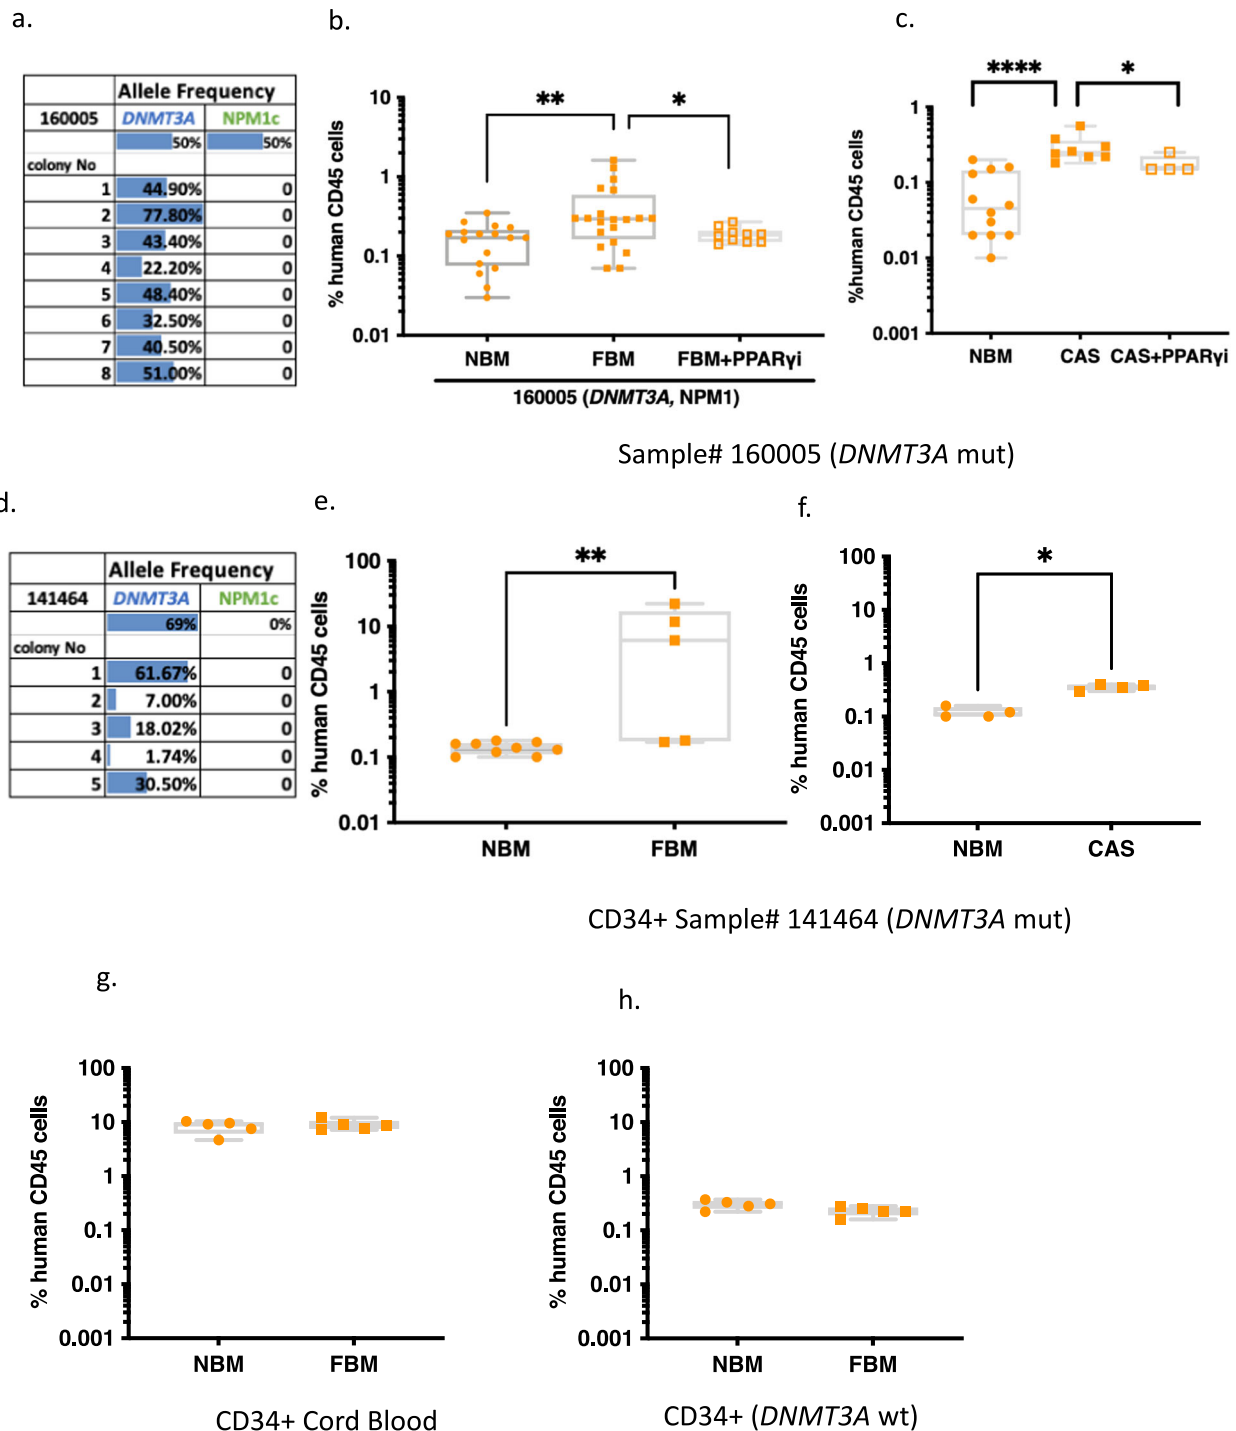 a.
Allele Frequency
160005 DNMT3A NPM1c
50% 50%
colony No
1 44.90% 0
2 77.80% 0
3 43.40% 0
4 22.20% 0
5 48.40% 0
6 32.50% 0
7 40.50% 0
8 51.00% 0
b.
% human CD45 cells
10
1
0.1
0.01
** *
NBM FBM FBM+PPARγi
160005 (DNMT3A, NPM1)
c.
%human CD45 cells
1
0.1
0.01
0.001
**** *
NBM CAS CAS+PPARγi
Sample# 160005 (DNMT3A mut)
d.
Allele Frequency
141464 DNMT3A NPM1c
69% 0%
colony No
1 61.67% 0
2 7.00% 0
3 18.02% 0
4 1.74% 0
5 30.50% 0
e.
% human CD45 cells
100
10
1
0.1
0.01
**
NBM FBM
f.
% human CD45 cells
100
10
1
0.1
0.01
0.001
*
NBM CAS
CD34+ Sample# 141464 (DNMT3A mut)
g.
% human CD45 cells
100
10
1
0.1
0.01
0.001
NBM FBM
CD34+ Cord Blood
h.
% human CD45 cells
100
10
1
0.1
0.01
0.001
NBM FBM
CD34+ (DNMT3A wt)